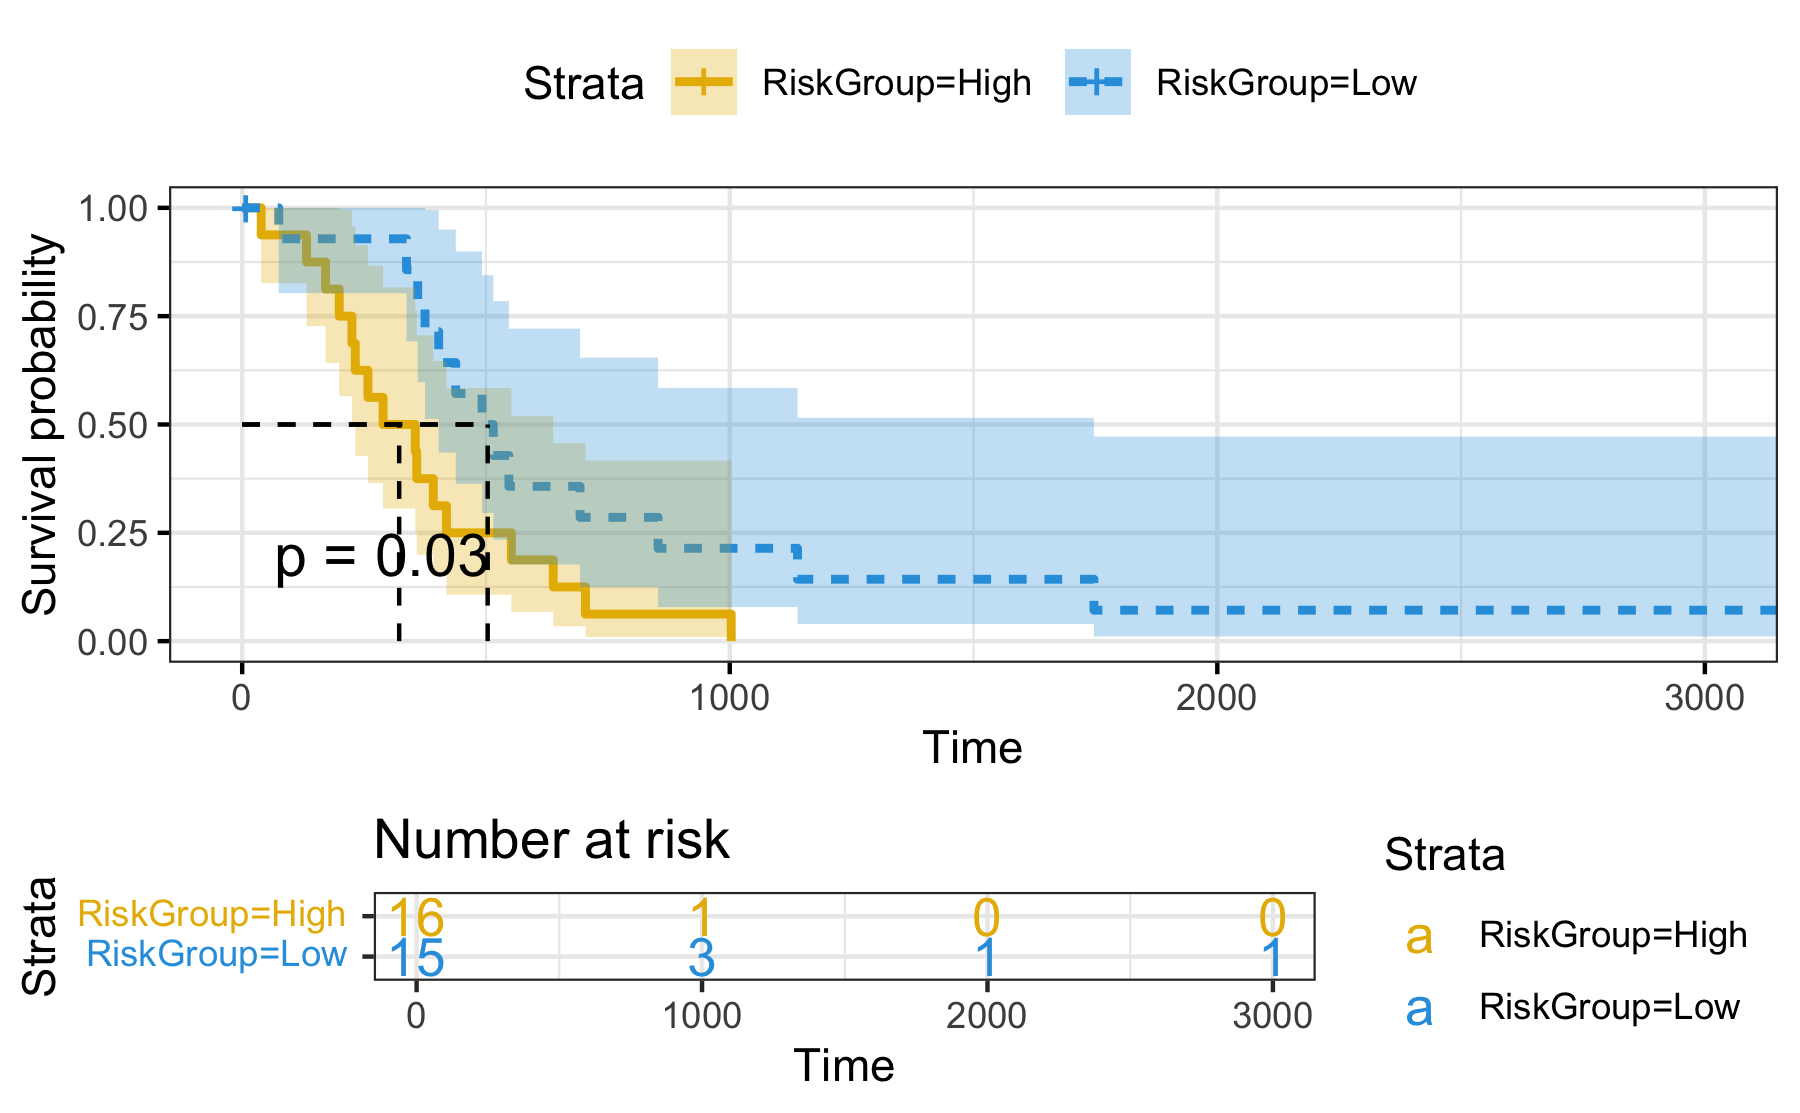 Strata RiskGroup=High RiskGroup=Low
Survival probability
1.00
0.75
0.50
0.25
0.00
p = 0.03
0 1000 2000 3000
Time
Number at risk
Strata
RiskGroup=High 16 1 0 0
RiskGroup=Low 15 3 1 1
0 1000 2000 3000
Time
Strata
a RiskGroup=High
a RiskGroup=Low